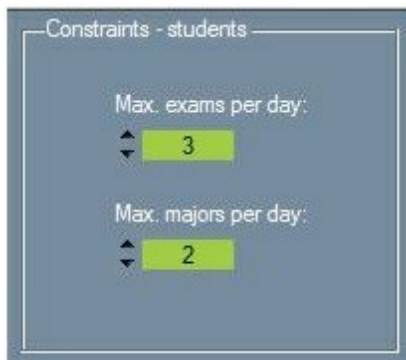 Constraints - students
Max. exams per day:
3
Max. majors per day:
2